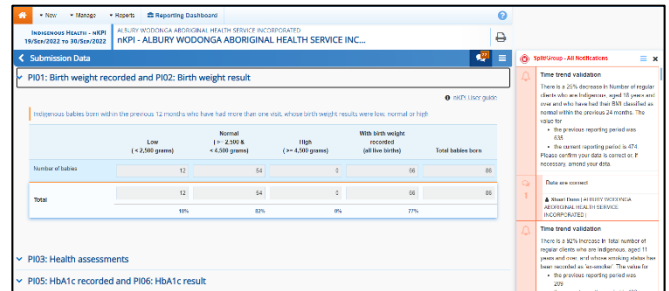 New Manage Reports Reporting Dashboard
INDIGENOUS HEALTH - NKPI
19/SEP/2022 TO 30/SEP/2022
ALBURY WODONGA ABORIGINAL HEALTH SERVICE INCORPORATED
nKPI - ALBURY WODONGA ABORIGINAL HEALTH SERVICE INC...
Submission Data
PI01: Birth weight recorded and PI02: Birth weight result
nKPI User guide
Indigenous babies born within the previous 12 months who have had more than one visit, whose birth weight results were low, normal or high
Low
(< 2,500 grams)
Normal
(>= 2,500 &
< 4,500 grams)
High
(>= 4,500 grams)
With birth weight
recorded
(all live births)
Total babies born
Number of babies 12 54
Total 12 54
77%
PI03: Health assessments
PI05: HbA1c recorded and PI06: HbA1c result
- All Notifications
Time trend validation
There is a 25% decrease in Number of regular
clients who are Indigenous, aged 18 years and
over and who have had their BMI classified as
normal within the previous 24 months. The
value for
the previous reporting period was
635
the current reporting period is 474
Please confirm your data is correct or, if
necessary, amend your data.
Data are correct
ALBURY WODONGA
ABORIGINAL HEALTH SERVICE
INCORPORATED
Time trend validation
There is a 92% increase in Total number of
regular clients who are Indigenous, aged 11
years and over, and whose smoking status has
been recorded as 'ex-smoker'. The value for
the previous reporting period was
209